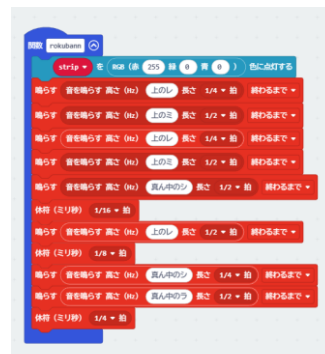 関数 rokubann
strip ▼ を RGB (赤 255 緑 0 青 0 ) 色に点灯する
鳴らす 音を鳴らす 高さ (Hz) 上のレ 長さ 1/4 ▼ 拍 終わるまで ▼
鳴らす 音を鳴らす 高さ (Hz) 上のミ 長さ 1/2 ▼ 拍 終わるまで ▼
鳴らす 音を鳴らす 高さ (Hz) 上のレ 長さ 1/4 ▼ 拍 終わるまで ▼
鳴らす 音を鳴らす 高さ (Hz) 上のミ 長さ 1/2 ▼ 拍 終わるまで ▼
鳴らす 音を鳴らす 高さ (Hz) 真ん中のシ 長さ 1/2 ▼ 拍 終わるまで ▼
休符 (ミリ秒) 1/16 ▼ 拍
鳴らす 音を鳴らす 高さ (Hz) 上のレ 長さ 1/2 ▼ 拍 終わるまで ▼
休符 (ミリ秒) 1/8 ▼ 拍
鳴らす 音を鳴らす 高さ (Hz) 真ん中のシ 長さ 1/4 ▼ 拍 終わるまで ▼
鳴らす 音を鳴らす 高さ (Hz) 真ん中のラ 長さ 1/2 ▼ 拍 終わるまで ▼
休符 (ミリ秒) 1/4 ▼ 拍